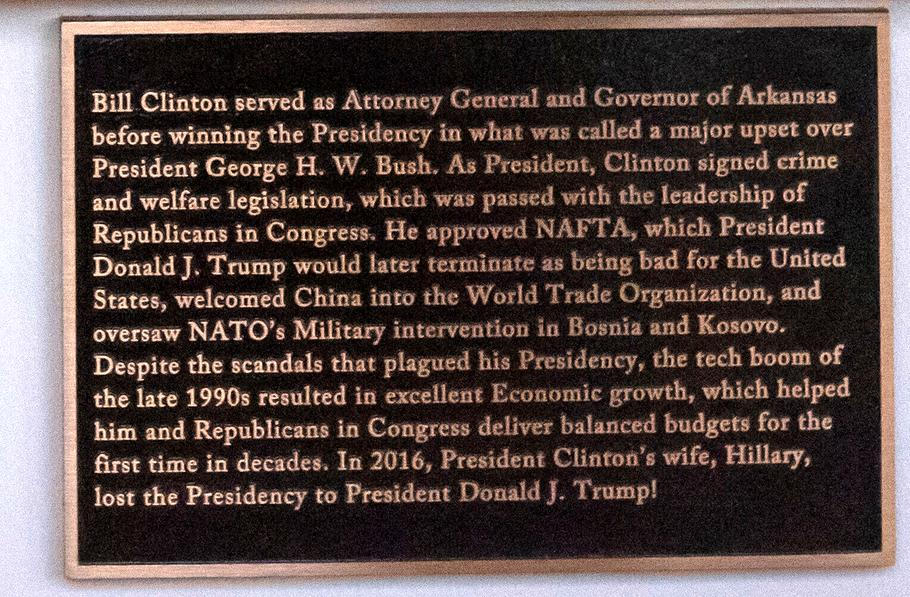 Bill Clinton served as Attorney General and Governor of Arkansas
before winning the Presidency in what was called a major upset over
President George H. W. Bush. As President, Clinton signed crime
and welfare legislation, which was passed with the leadership of
Republicans in Congress. He approved NAFTA, which President
Donald J. Trump would later terminate as being bad for the United
States, welcomed China into the World Trade Organization, and
oversaw NATO's Military intervention in Bosnia and Kosovo.
Despite the scandals that plagued his Presidency, the tech boom of
the late 1990s resulted in excellent Economic growth, which helped
him and Republicans in Congress deliver balanced budgets for the
first time in decades. In 2016, President Clinton's wife, Hillary,
lost the Presidency to President Donald J. Trump!